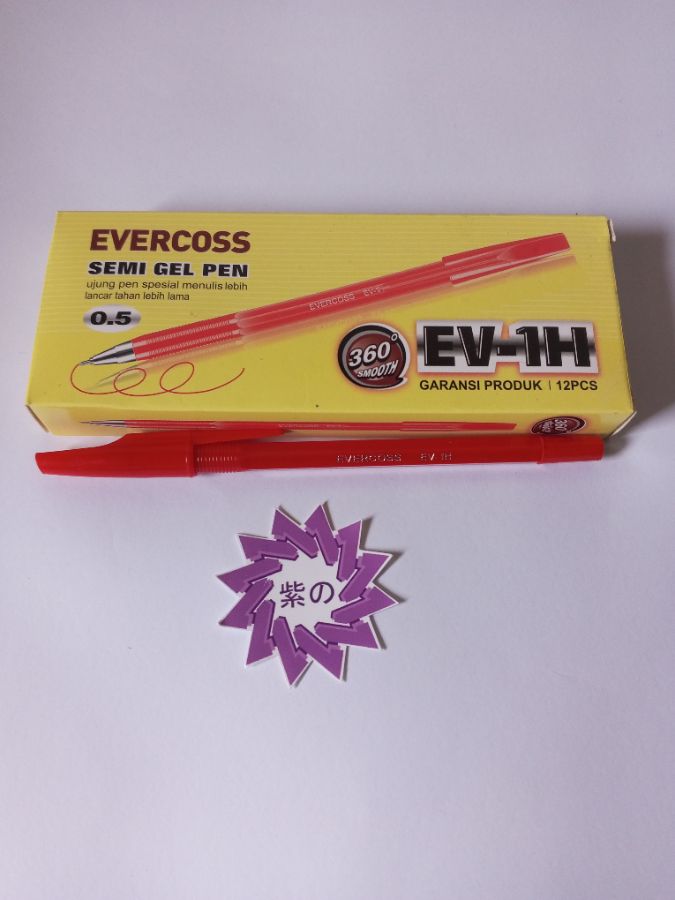 EVERCOSS
SEMI GEL PEN
ujung pen spesial menulis lebih
lancar tahan lebih lama
0.5
EVERCOSS EV-1H
360°
SMOOTH
EV-1H
GARANSI PRODUK | 12PCS
360°
EVERCOSS EV 1H
紫の